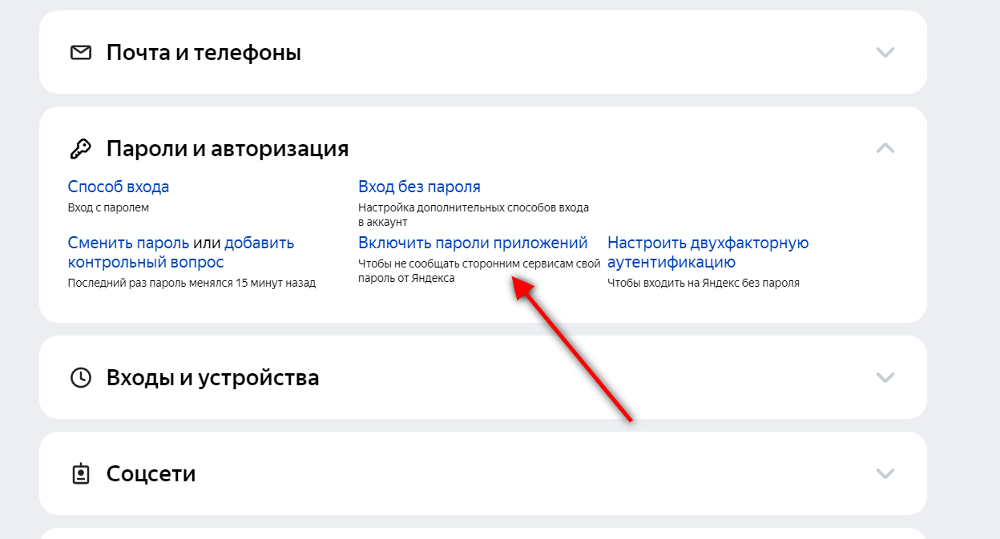 Почта и телефоны
Пароли и авторизация
Способ входа
Вход с паролем
Вход без пароля
Настройка дополнительных способов входа
в аккаунт
Сменить пароль или добавить
контрольный вопрос
Последний раз пароль менялся 15 минут назад
Включить пароли приложений
Чтобы не сообщать сторонним сервисам свой
пароль от Яндекса
Настроить двухфакторную
аутентификацию
Чтобы входить на Яндекс без пароля
Входы и устройства
Соцсети